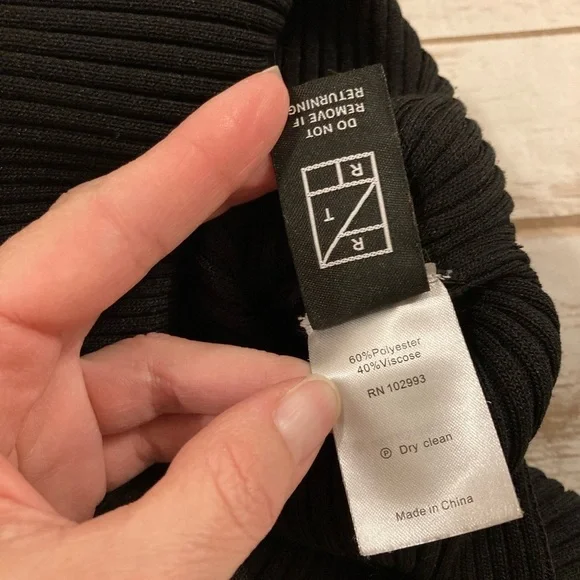 DO NOT
REMOVE IF
RETURNING
R
T
R
60%Polyester
40%Viscose
RN 102993
Ⓟ Dry clean
Made in China